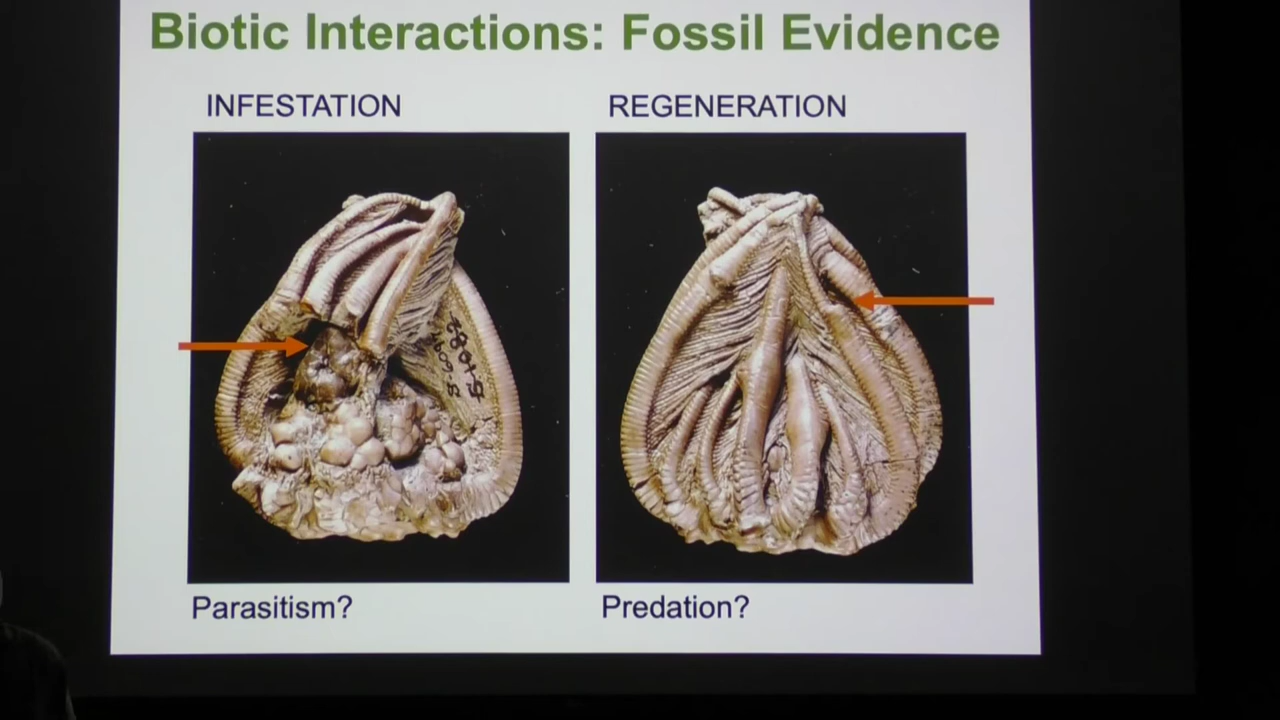 Biotic Interactions: Fossil Evidence
INFESTATION
REGENERATION
Parasitism?
Predation?